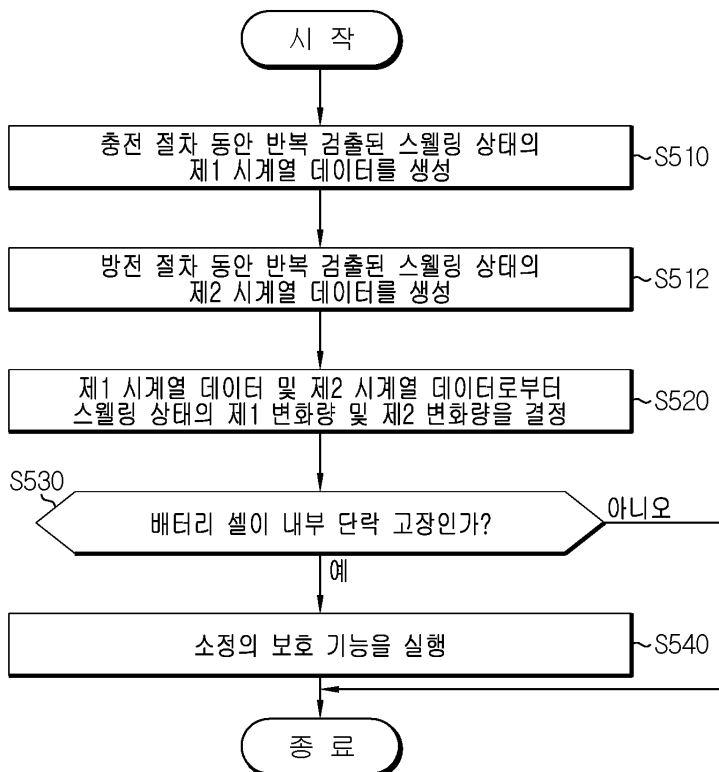 시 작
충전 절차 동안 반복 검출된 스웰링 상태의
제1 시계열 데이터를 생성
S510
방전 절차 동안 반복 검출된 스웰링 상태의
제2 시계열 데이터를 생성
S512
제1 시계열 데이터 및 제2 시계열 데이터로부터
스웰링 상태의 제1 변화량 및 제2 변화량을 결정
S520
S530
배터리 셀이 내부 단락 고장인가?
아니오
예
소정의 보호 기능을 실행
S540
종 료